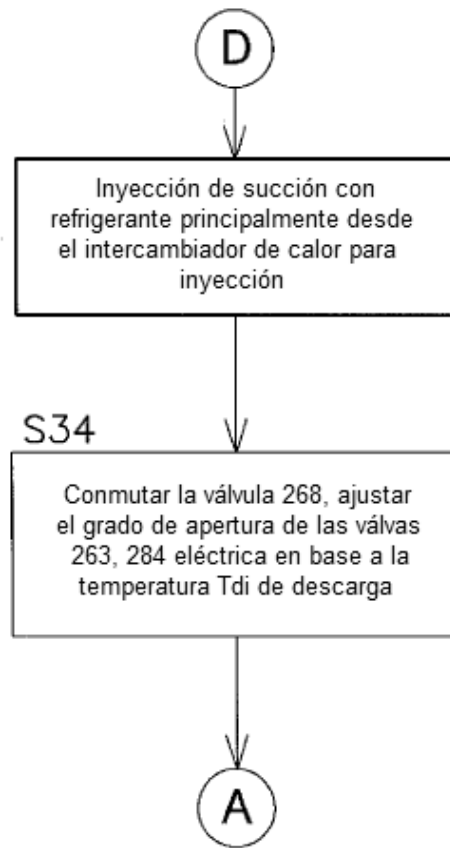 D
Inyección de succión con
refrigerante principalmente desde
el intercambiador de calor para
inyección
S34
Conmutar la válvula 268, ajustar
el grado de apertura de las válvas
263, 284 eléctrica en base a la
temperatura Tdi de descarga
A